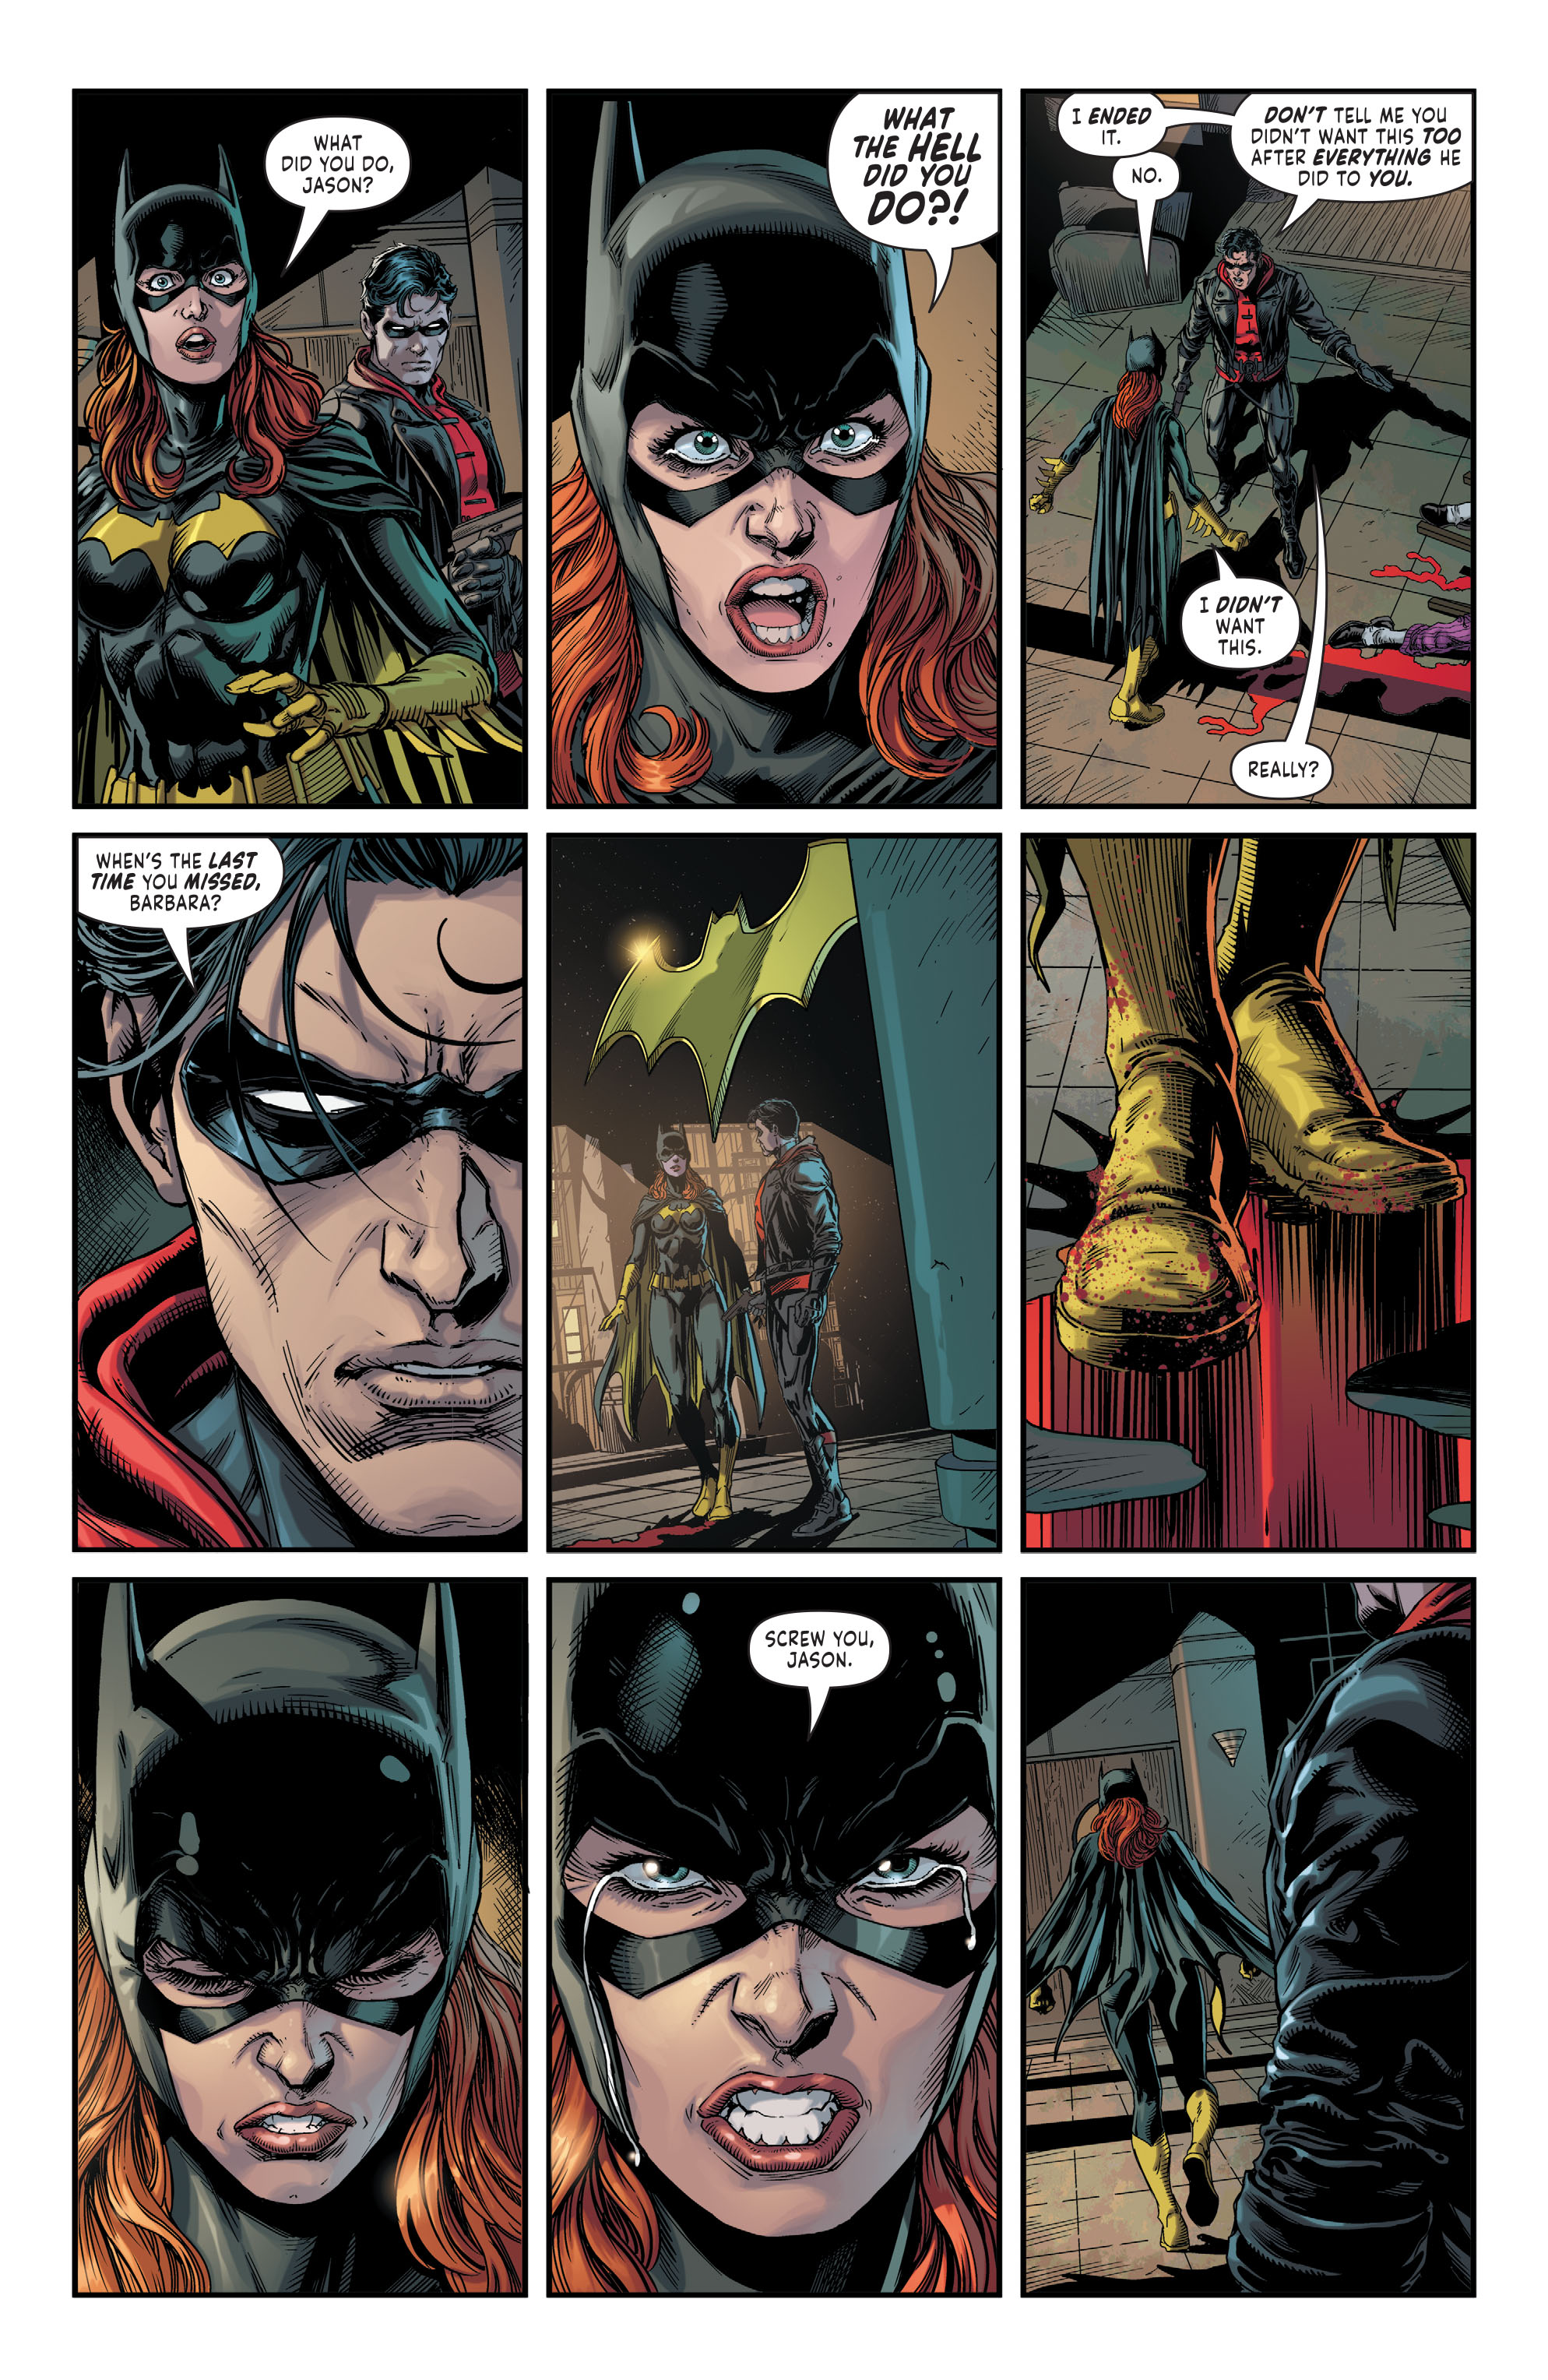 WHAT
DID YOU DO,
JASON?
WHAT
THE HELL
DID YOU
DO?!
I ENDED
IT.
DON'T TELL ME YOU
DIDN'T WANT THIS TOO
AFTER EVERYTHING HE
DID TO YOU.
NO.
I DIDN'T
WANT
THIS.
REALLY?
WHEN'S THE LAST
TIME YOU MISSED,
BARBARA?
SCREW YOU,
JASON.